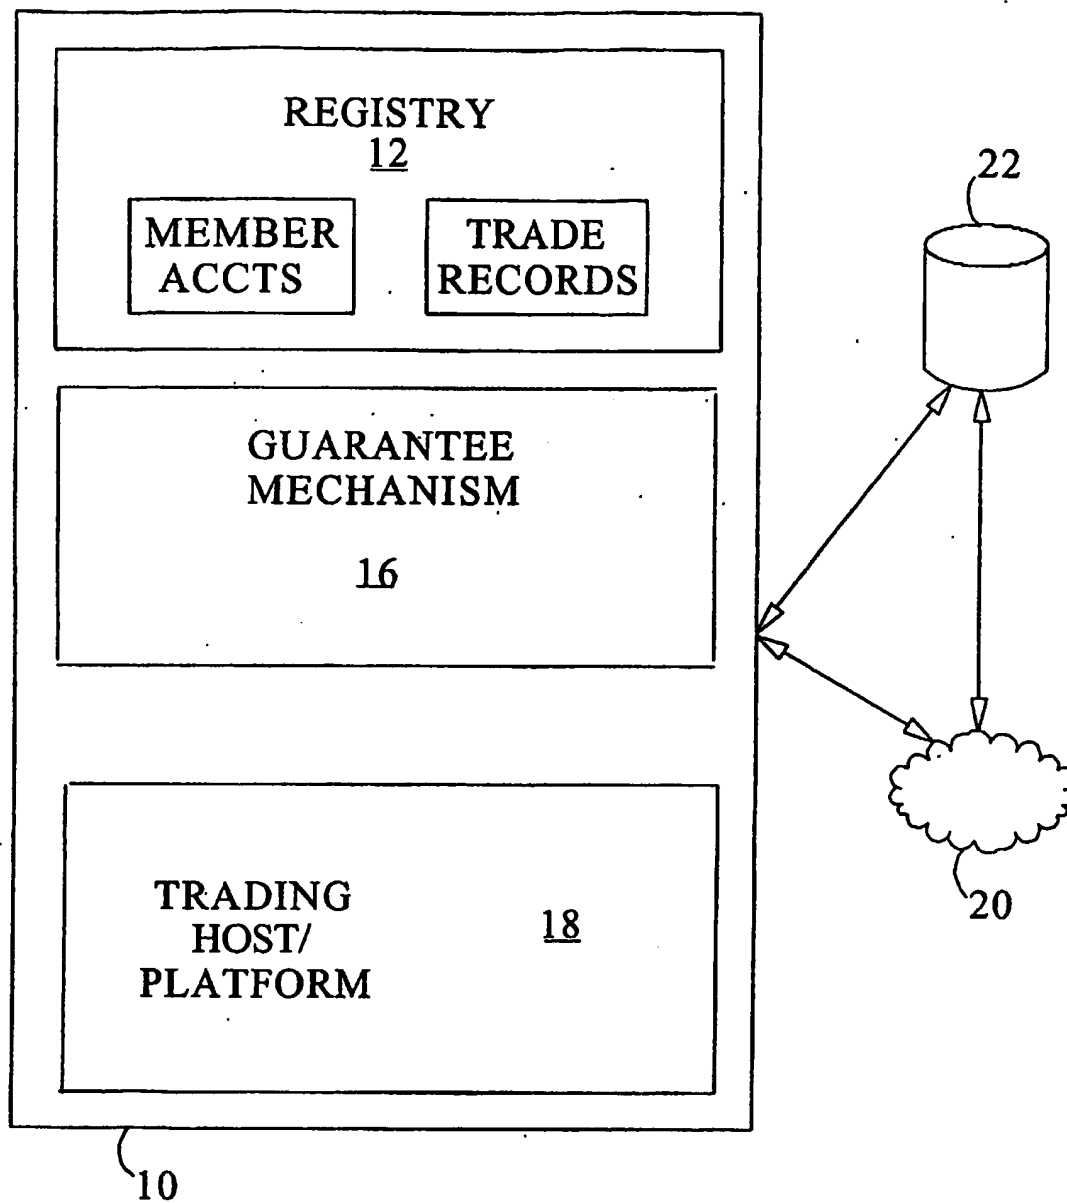 REGISTRY
12
MEMBER
ACCTS
TRADE
RECORDS
22
GUARANTEE
MECHANISM
16
TRADING
HOST/
PLATFORM
18
20
10